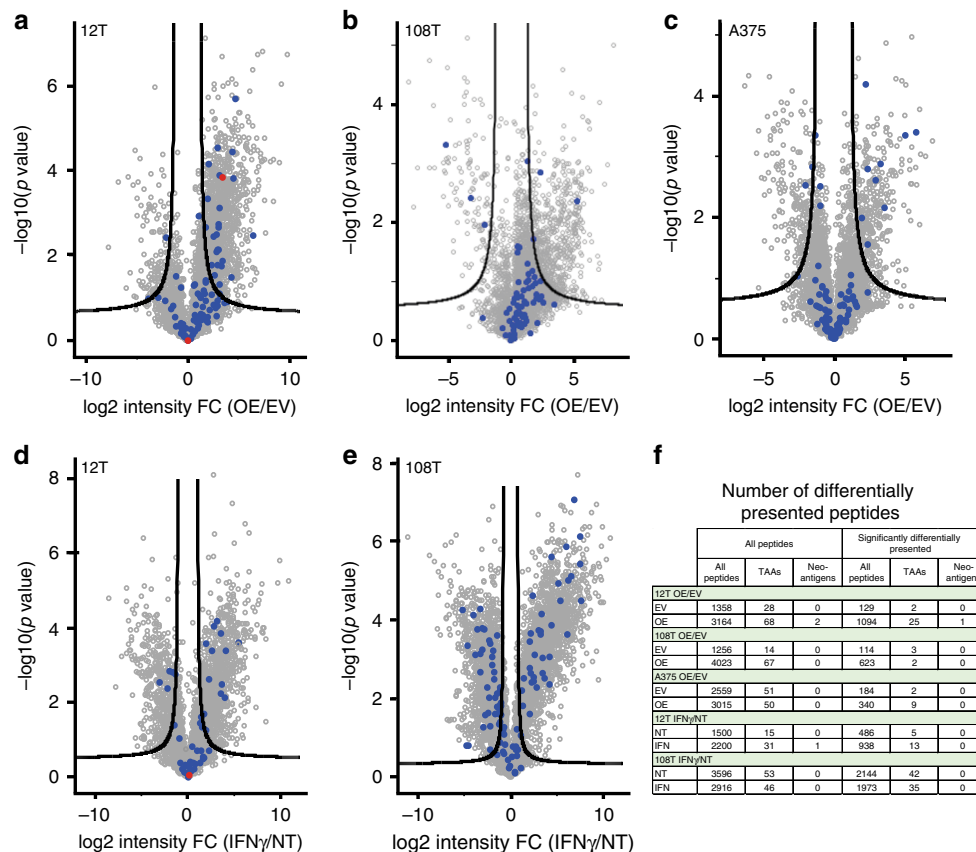 a
12T
6
4
2
0
–10
0
10
–log10(p value)
log2 intensity FC (OE/EV)
b
108T
4
2
0
–5
0
5
–log10(p value)
log2 intensity FC (OE/EV)
c
A375
4
2
0
–5
0
5
–log10(p value)
log2 intensity FC (OE/EV)
d
12T
8
6
4
2
0
–10
0
10
–log10(p value)
log2 intensity FC (IFNγ/NT)
e
108T
8
6
4
2
0
–10
0
10
–log10(p value)
log2 intensity FC (IFNγ/NT)
f
Number of differentially
presented peptides
All peptides
Significantly differentially
presented
All peptides TAAs Neo-antigens All peptides TAAs Neo-antigens
12T OE/EV
EV 1358 28 0 129 2 0
OE 3164 68 2 1094 25 1
108T OE/EV
EV 1256 14 0 114 3 0
OE 4023 67 0 623 2 0
A375 OE/EV
EV 2559 51 0 184 2 0
OE 3015 50 0 340 9 0
12T IFNγ/NT
NT 1500 15 0 486 5 0
IFN 2200 31 1 938 13 0
108T IFNγ/NT
NT 3596 53 0 2144 42 0
IFN 2916 46 0 1973 35 0